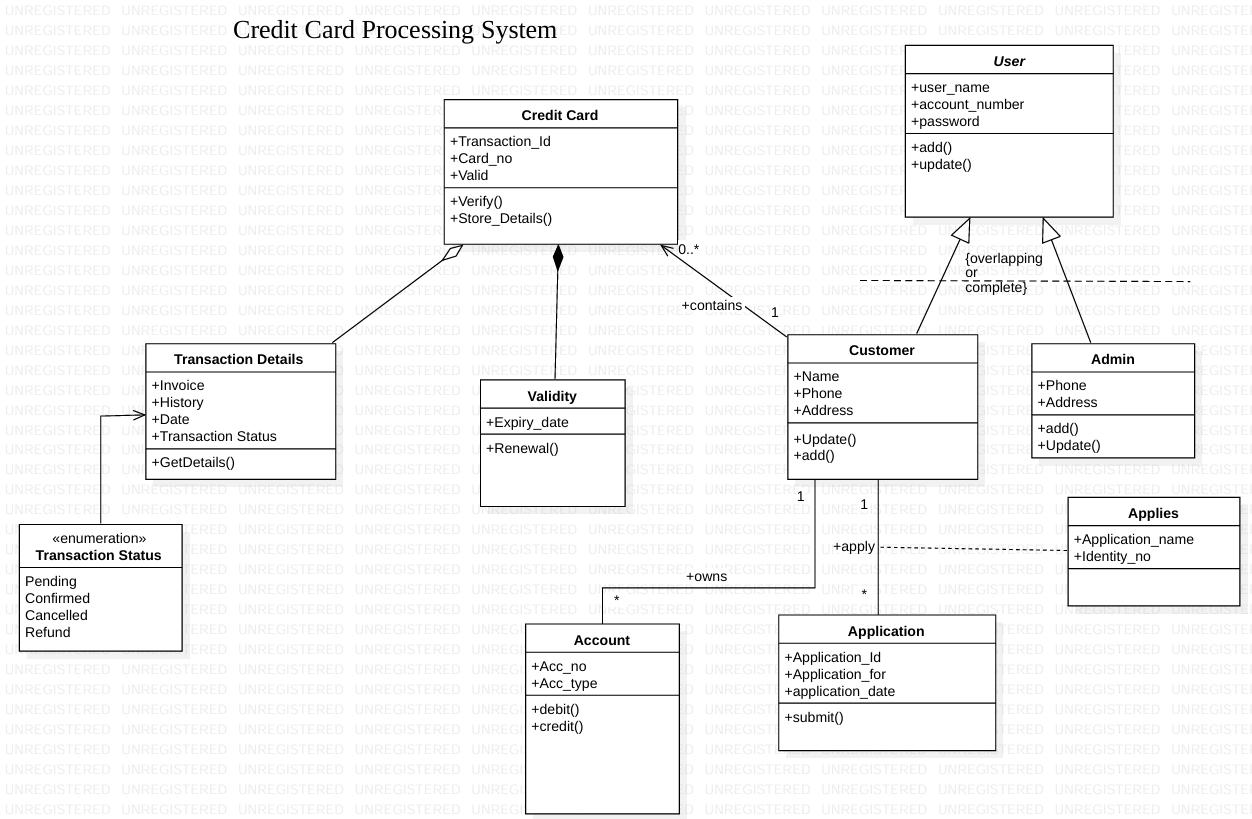 Credit Card Processing System
User
+user_name
+account_number
+password
+add()
+update()
Credit Card
+Transaction_Id
+Card_no
+Valid
+Verify()
+Store_Details()
0..*
+contains
1
{overlapping
or
complete}
Transaction Details
+Invoice
+History
+Date
+Transaction Status
+GetDetails()
Validity
+Expiry_date
+Renewal()
Customer
+Name
+Phone
+Address
+Update()
+add()
Admin
+Phone
+Address
+add()
+Update()
«enumeration»
Transaction Status
Pending
Confirmed
Cancelled
Refund
1
1
+apply
Applies
+Application_name
+Identity_no
+owns
*
*
Account
+Acc_no
+Acc_type
+debit()
+credit()
Application
+Application_Id
+Application_for
+application_date
+submit()
UNREGISTERED